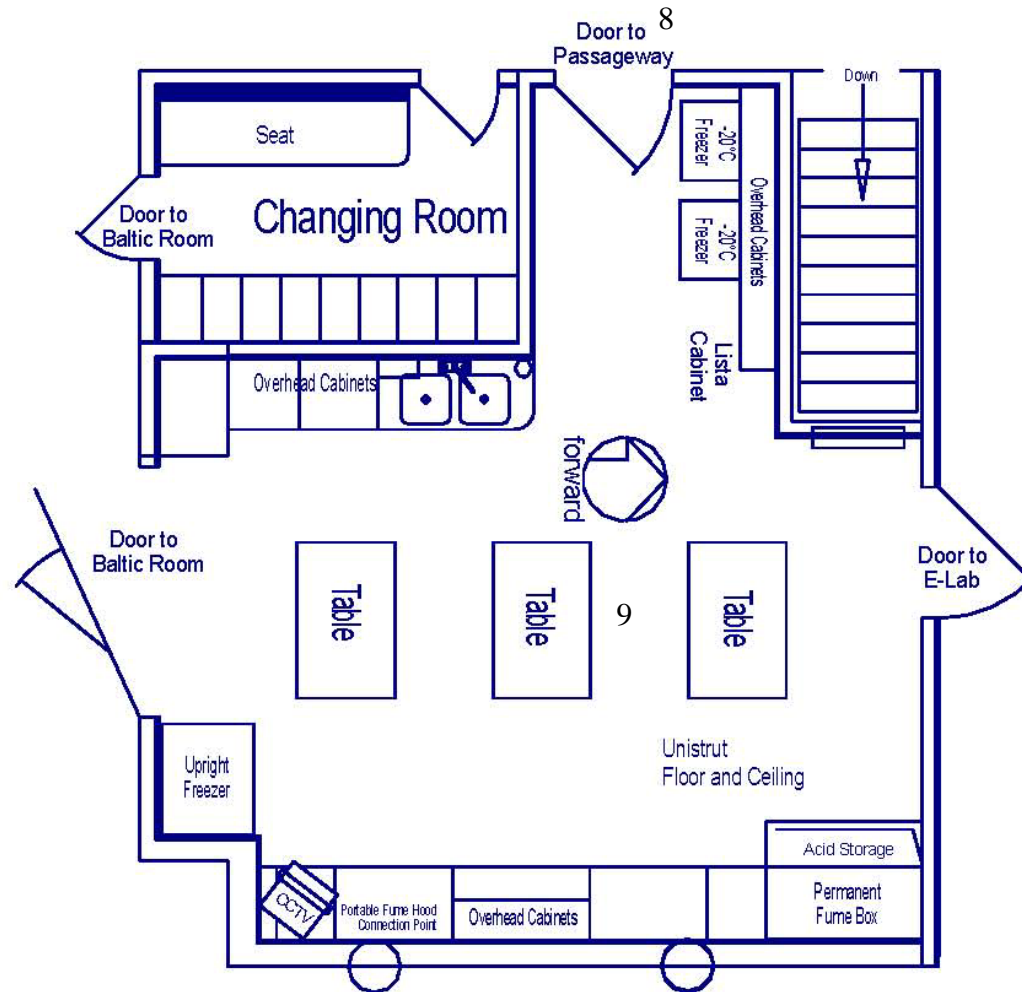 8
Door to
Passageway
Down
Seat
-20°C
Freezer
Overhead Cabinets
Door to
Baltic Room
Changing Room
-20°C
Freezer
Lista
Cabinet
Overhead Cabinets
forward
Door to
Baltic Room
Door to
E-Lab
Table
Table
9
Table
Unistrut
Floor and Ceiling
Upright
Freezer
Acid Storage
CCTV
Portable Fume Hood
Connection Point
Overhead Cabinets
Permanent
Fume Box